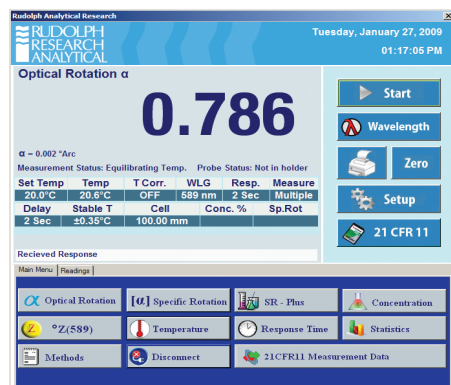 Rudolph Analytical Research
RUDOLPH
RESEARCH
ANALYTICAL
Tuesday, January 27, 2009
01:17:05 PM
Optical Rotation α
0.786
α - 0.002 °Arc
Measurement Status: Equilibrating Temp. Probe Status: Not in holder
Set Temp Temp T Corr. WLG Resp. Measure
20.0°C 20.6°C OFF 589 nm 2 Sec Multiple
Delay Stable T Cell Conc. % Sp.Rot
2 Sec ±0.35°C 100.00 mm
Recieved Response
Start
Wavelength
Zero
Setup
21 CFR 11
Main Menu Readings
α Optical Rotation [α] Specific Rotation SR - Plus Concentration
Z °Z(589) Temperature Response Time Statistics
Methods Disconnect 21CFR11 Measurement Data